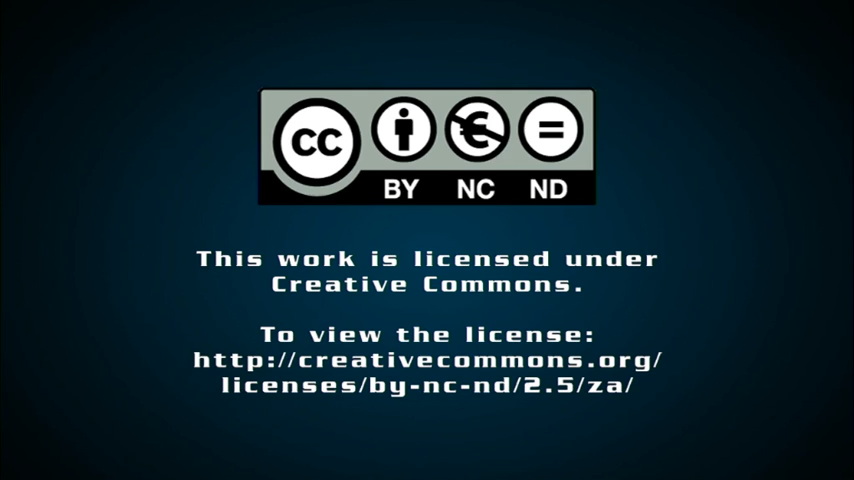 CC
BY NC ND
This work is licensed under
Creative Commons.
To view the license:
http://creativecommons.org/
licenses/by-nc-nd/2.5/za/